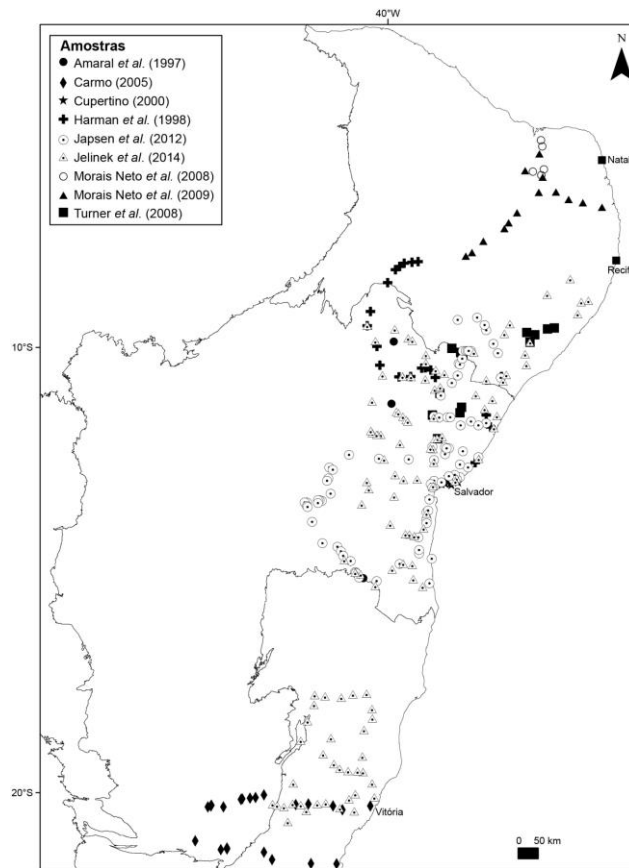 40°W
Amostras
Amaral et al. (1997)
Carmo (2005)
Cupertino (2000)
Harman et al. (1998)
Japsen et al. (2012)
Jelinek et al. (2014)
Morais Neto et al. (2008)
Morais Neto et al. (2009)
Turner et al. (2008)
N
Natal
Recif
10°S
Salvador
20°S
Vitória
0 50 km